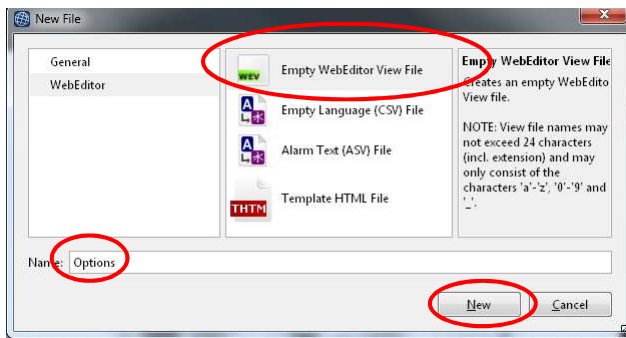 New File
General
WebEditor
WEV
Empty WebEditor View File
Empty Language (CSV) File
Alarm Text (ASV) File
THTM
Template HTML File
Empty WebEditor View File
Creates an empty WebEdito
View file.
NOTE: View file names may
not exceed 24 characters
(incl. extension) and may
only consist of the
characters 'a'-'z', '0'-'9' and
'_'.
Name: Options
New
Cancel